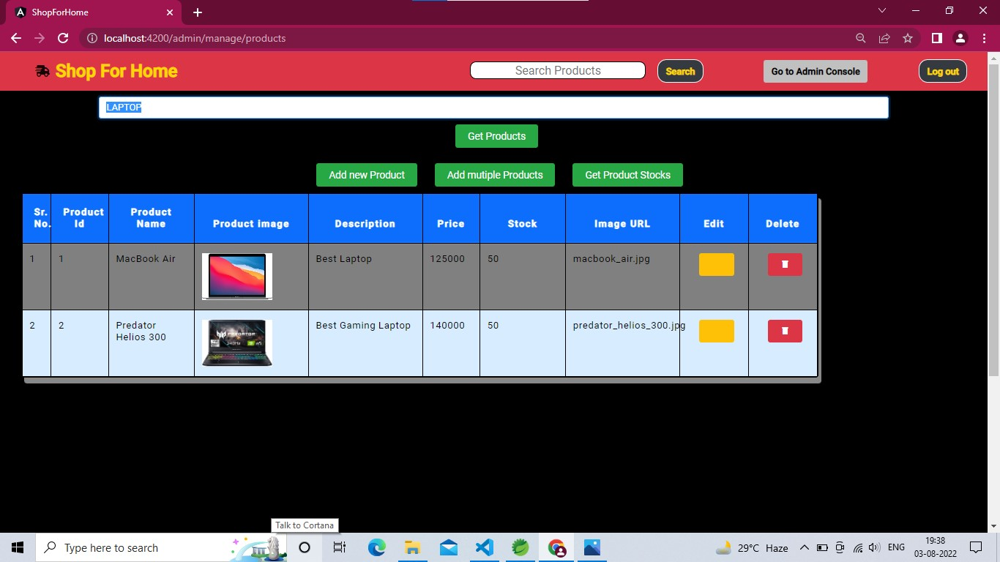 ShopForHome
localhost:4200/admin/manage/products
Shop For Home
Search Products
Search
Go to Admin Console
Log out
LAPTOP
Get Products
Add new Product
Add mutiple Products
Get Product Stocks
Sr. No. Product Id Product Name Product image Description Price Stock Image URL Edit Delete
1 1 MacBook Air Best Laptop 125000 50 macbook_air.jpg
2 2 Predator Helios 300 Best Gaming Laptop 140000 50 predator_helios_300.jpg
PREDATOR
240Hz
Talk to Cortana
Type here to search
29°C Haze
ENG
19:38
03-08-2022